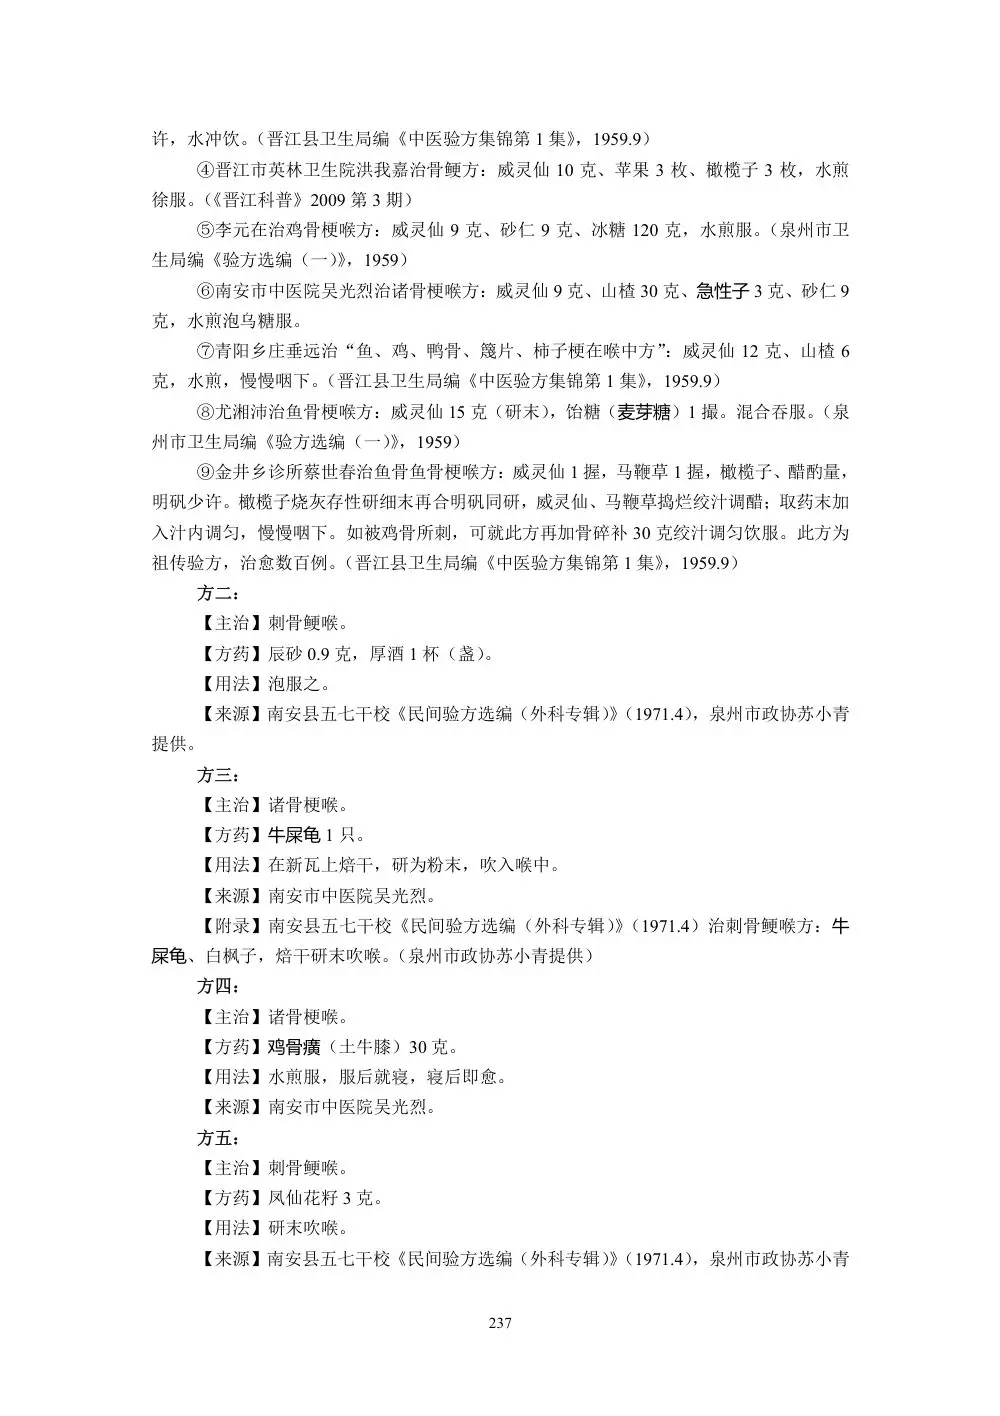 许，水冲饮。（晋江县卫生局编《中医验方集锦第 1 集》，1959.9）
④晋江市英林卫生院洪我嘉治骨鲠方：威灵仙 10 克、苹果 3 枚、橄榄子 3 枚，水煎
徐服。（《晋江科普》2009 第 3 期）
⑤李元在治鸡骨梗喉方：威灵仙 9 克、砂仁 9 克、冰糖 120 克，水煎服。（泉州市卫
生局编《验方选编（一）》，1959）
⑥南安市中医院吴光烈治诸骨梗喉方：威灵仙 9 克、山楂 30 克、急性子 3 克、砂仁 9
克，水煎泡乌糖服。
⑦青阳乡庄垂远治“鱼、鸡、鸭骨、篾片、柿子梗在喉中方”：威灵仙 12 克、山楂 6
克，水煎，慢慢咽下。（晋江县卫生局编《中医验方集锦第 1 集》，1959.9）
⑧尤湘沛治鱼骨梗喉方：威灵仙 15 克（研末），饴糖（麦芽糖）1 撮。混合吞服。（泉
州市卫生局编《验方选编（一）》，1959）
⑨金井乡诊所蔡世春治鱼骨鱼骨梗喉方：威灵仙 1 握，马鞭草 1 握，橄榄子、醋酌量，
明矾少许。橄榄子烧灰存性研细末再合明矾同研，威灵仙、马鞭草捣烂绞汁调醋；取药末加
入汁内调匀，慢慢咽下。如被鸡骨所刺，可就此方再加骨碎补 30 克绞汁调匀饮服。此方为
祖传验方，治愈数百例。（晋江县卫生局编《中医验方集锦第 1 集》，1959.9）
方二：
【主治】刺骨鲠喉。
【方药】辰砂 0.9 克，厚酒 1 杯（盏）。
【用法】泡服之。
【来源】南安县五七干校《民间验方选编（外科专辑）》（1971.4），泉州市政协苏小青
提供。
方三：
【主治】诸骨梗喉。
【方药】牛屎龟 1 只。
【用法】在新瓦上焙干，研为粉末，吹入喉中。
【来源】南安市中医院吴光烈。
【附录】南安县五七干校《民间验方选编（外科专辑）》（1971.4）治刺骨鲠喉方：牛
屎龟、白枫子，焙干研末吹喉。（泉州市政协苏小青提供）
方四：
【主治】诸骨梗喉。
【方药】鸡骨癀（土牛膝）30 克。
【用法】水煎服，服后就寝，寝后即愈。
【来源】南安市中医院吴光烈。
方五：
【主治】刺骨鲠喉。
【方药】凤仙花籽 3 克。
【用法】研末吹喉。
【来源】南安县五七干校《民间验方选编（外科专辑）》（1971.4），泉州市政协苏小青
237